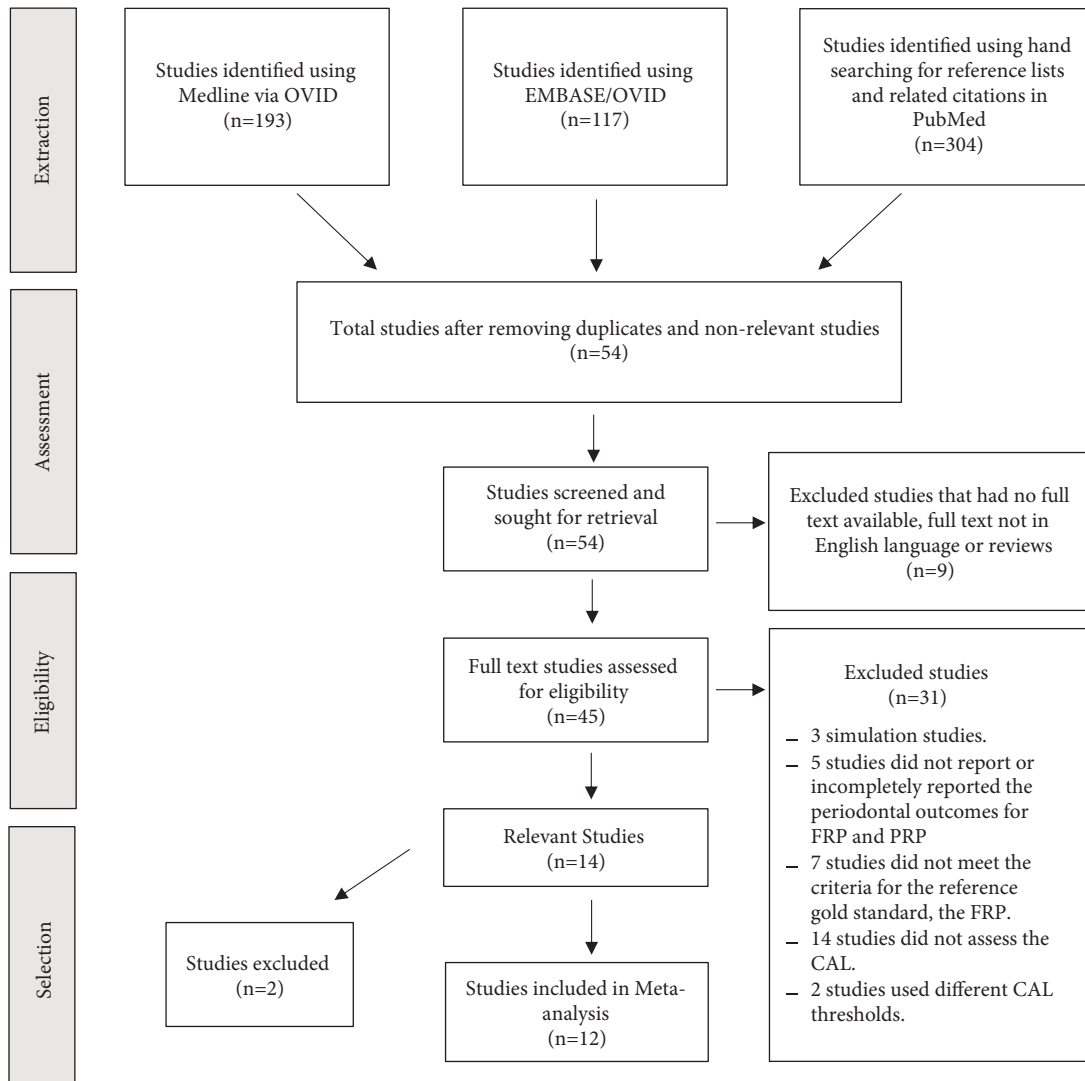 Extraction
Studies identified using
Medline via OVID
(n=193)
Studies identified using
EMBASE/OVID
(n=117)
Studies identified using hand
searching for reference lists
and related citations in
PubMed
(n=304)
Assessment
Total studies after removing duplicates and non-relevant studies
(n=54)
Studies screened and
sought for retrieval
(n=54)
Excluded studies that had no full
text available, full text not in
English language or reviews
(n=9)
Eligibility
Full text studies assessed
for eligibility
(n=45)
Excluded studies
(n=31)
– 3 simulation studies.
– 5 studies did not report or
incompletely reported the
periodontal outcomes for
FRP and PRP
– 7 studies did not meet the
criteria for the reference
gold standard, the FRP.
– 14 studies did not assess the
CAL.
– 2 studies used different CAL
thresholds.
Selection
Relevant Studies
(n=14)
Studies excluded
(n=2)
Studies included in Meta-
analysis
(n=12)